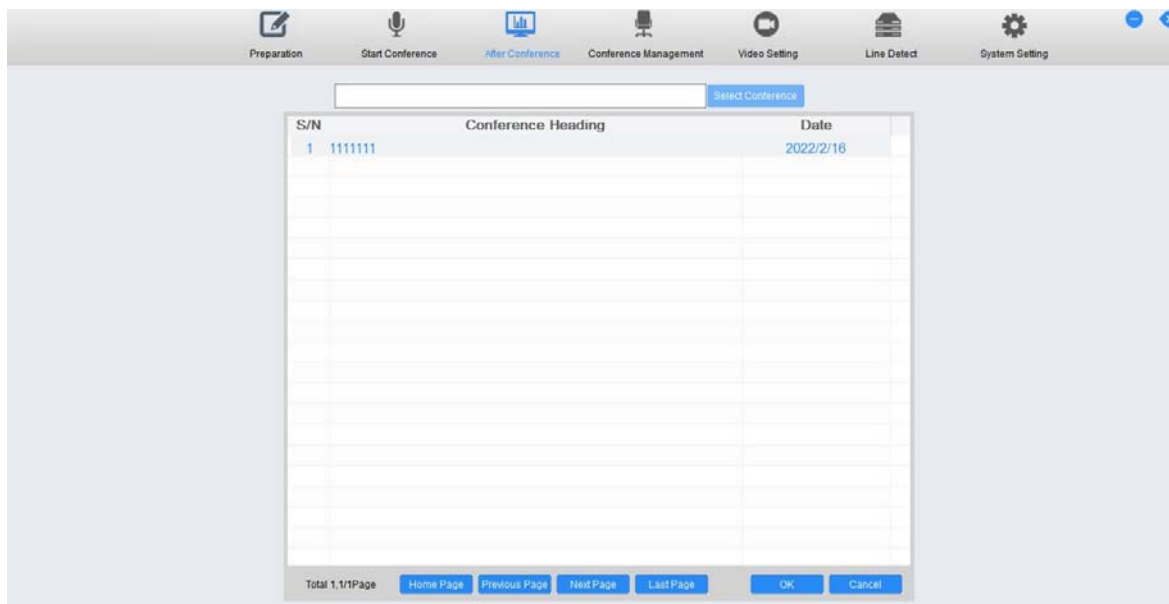 Preparation Start Conference After Conference Conference Management Video Setting Line Detect System Setting
Select Conference
S/N Conference Heading Date
1 1111111 2022/2/16
Total 1,1/1Page Home Page Previous Page Next Page Last Page OK Cancel